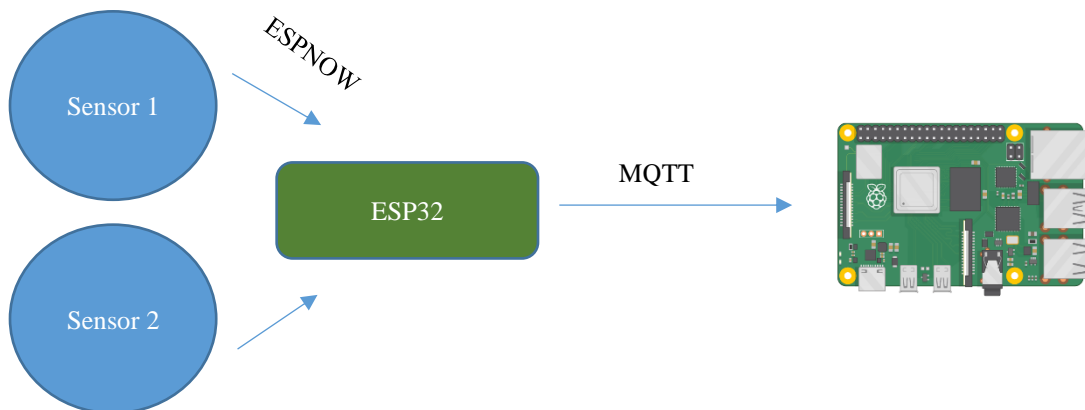 ESPNOW
Sensor 1
MQTT
ESP32
Sensor 2